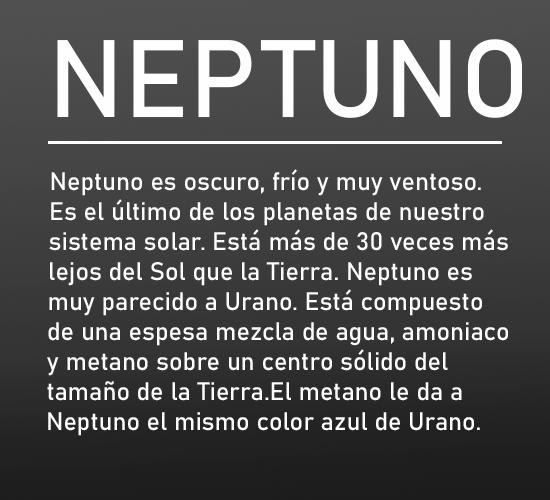 NEPTUNO
Neptuno es oscuro, frío y muy ventoso.
Es el último de los planetas de nuestro
sistema solar. Está más de 30 veces más
lejos del Sol que la Tierra. Neptuno es
muy parecido a Urano. Está compuesto
de una espesa mezcla de agua, amoniaco
y metano sobre un centro sólido del
tamaño de la Tierra.El metano le da a
Neptuno el mismo color azul de Urano.